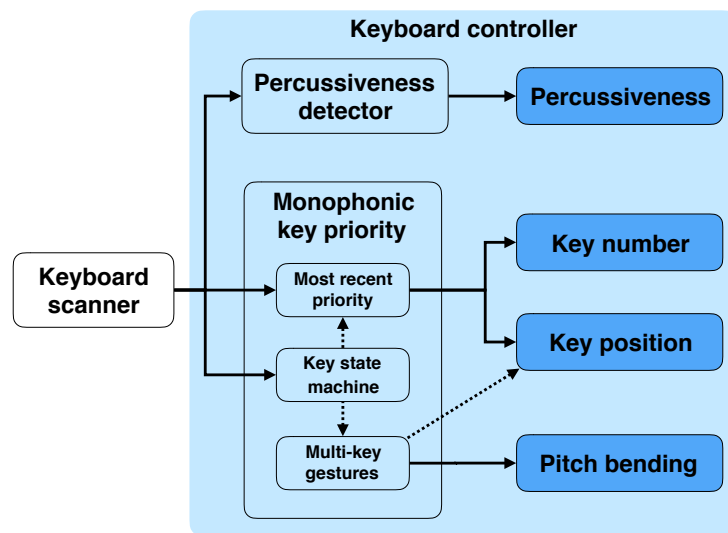 Keyboard controller
Percussiveness
detector
Percussiveness
Monophonic
key priority
Keyboard
scanner
Most recent
priority
Key number
Key state
machine
Key position
Multi-key
gestures
Pitch bending